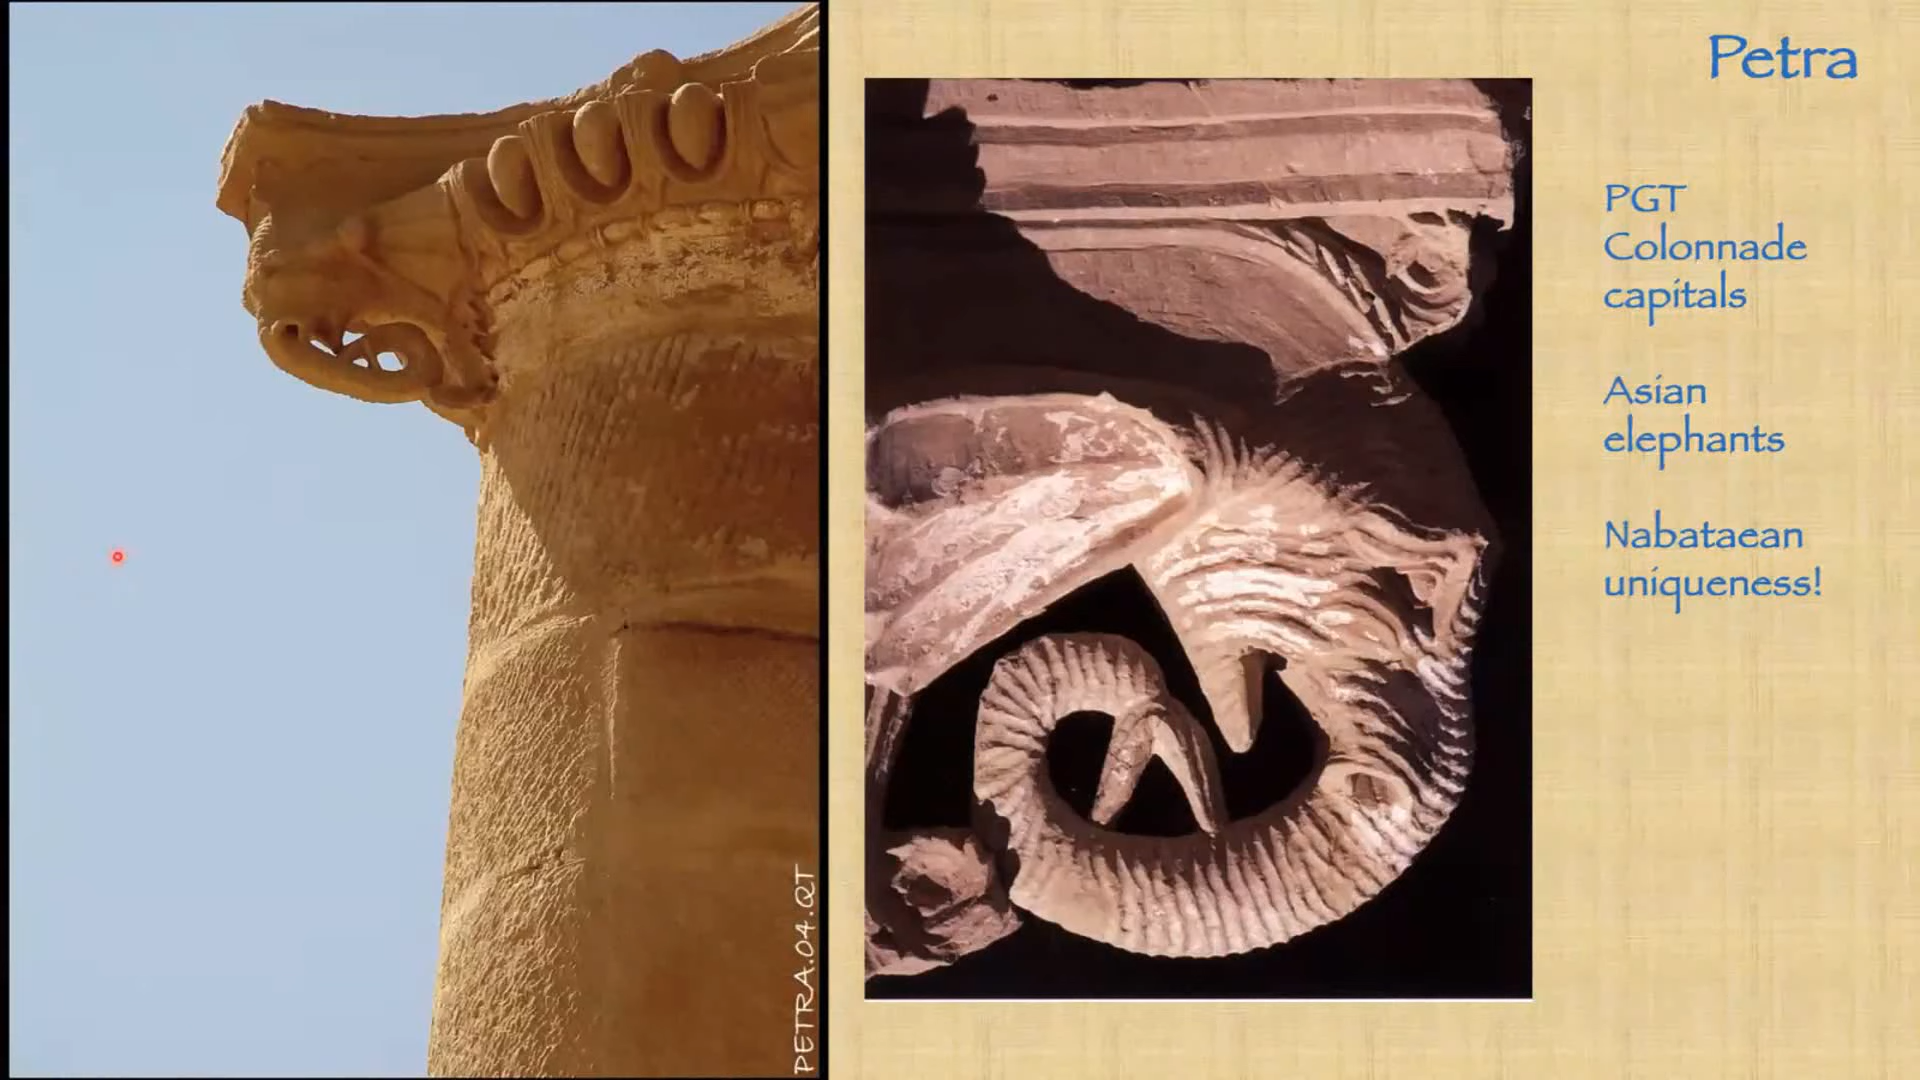 Petra
PGT
Colonnade
capitals
Asian
elephants
Nabataean
uniqueness!
PETRA.04.QT